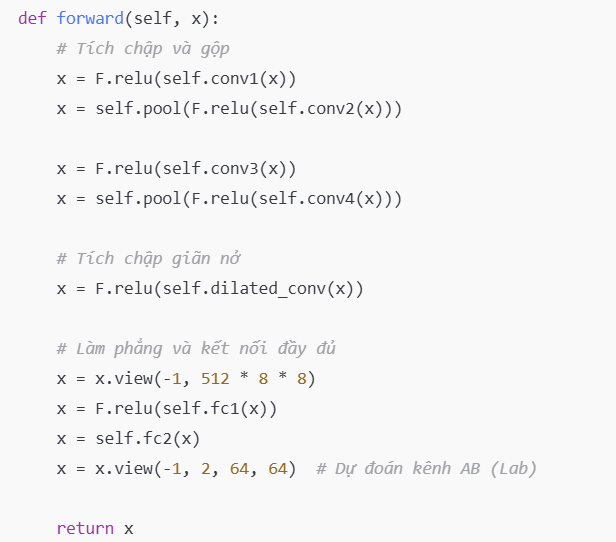 def forward(self, x):
    # Tích chập và gộp
    x = F.relu(self.conv1(x))
    x = self.pool(F.relu(self.conv2(x)))

    x = F.relu(self.conv3(x))
    x = self.pool(F.relu(self.conv4(x)))

    # Tích chập giãn nở
    x = F.relu(self.dilated_conv(x))

    # Làm phẳng và kết nối đầy đủ
    x = x.view(-1, 512 * 8 * 8)
    x = F.relu(self.fc1(x))
    x = self.fc2(x)
    x = x.view(-1, 2, 64, 64)  # Dự đoán kênh AB (Lab)

    return x